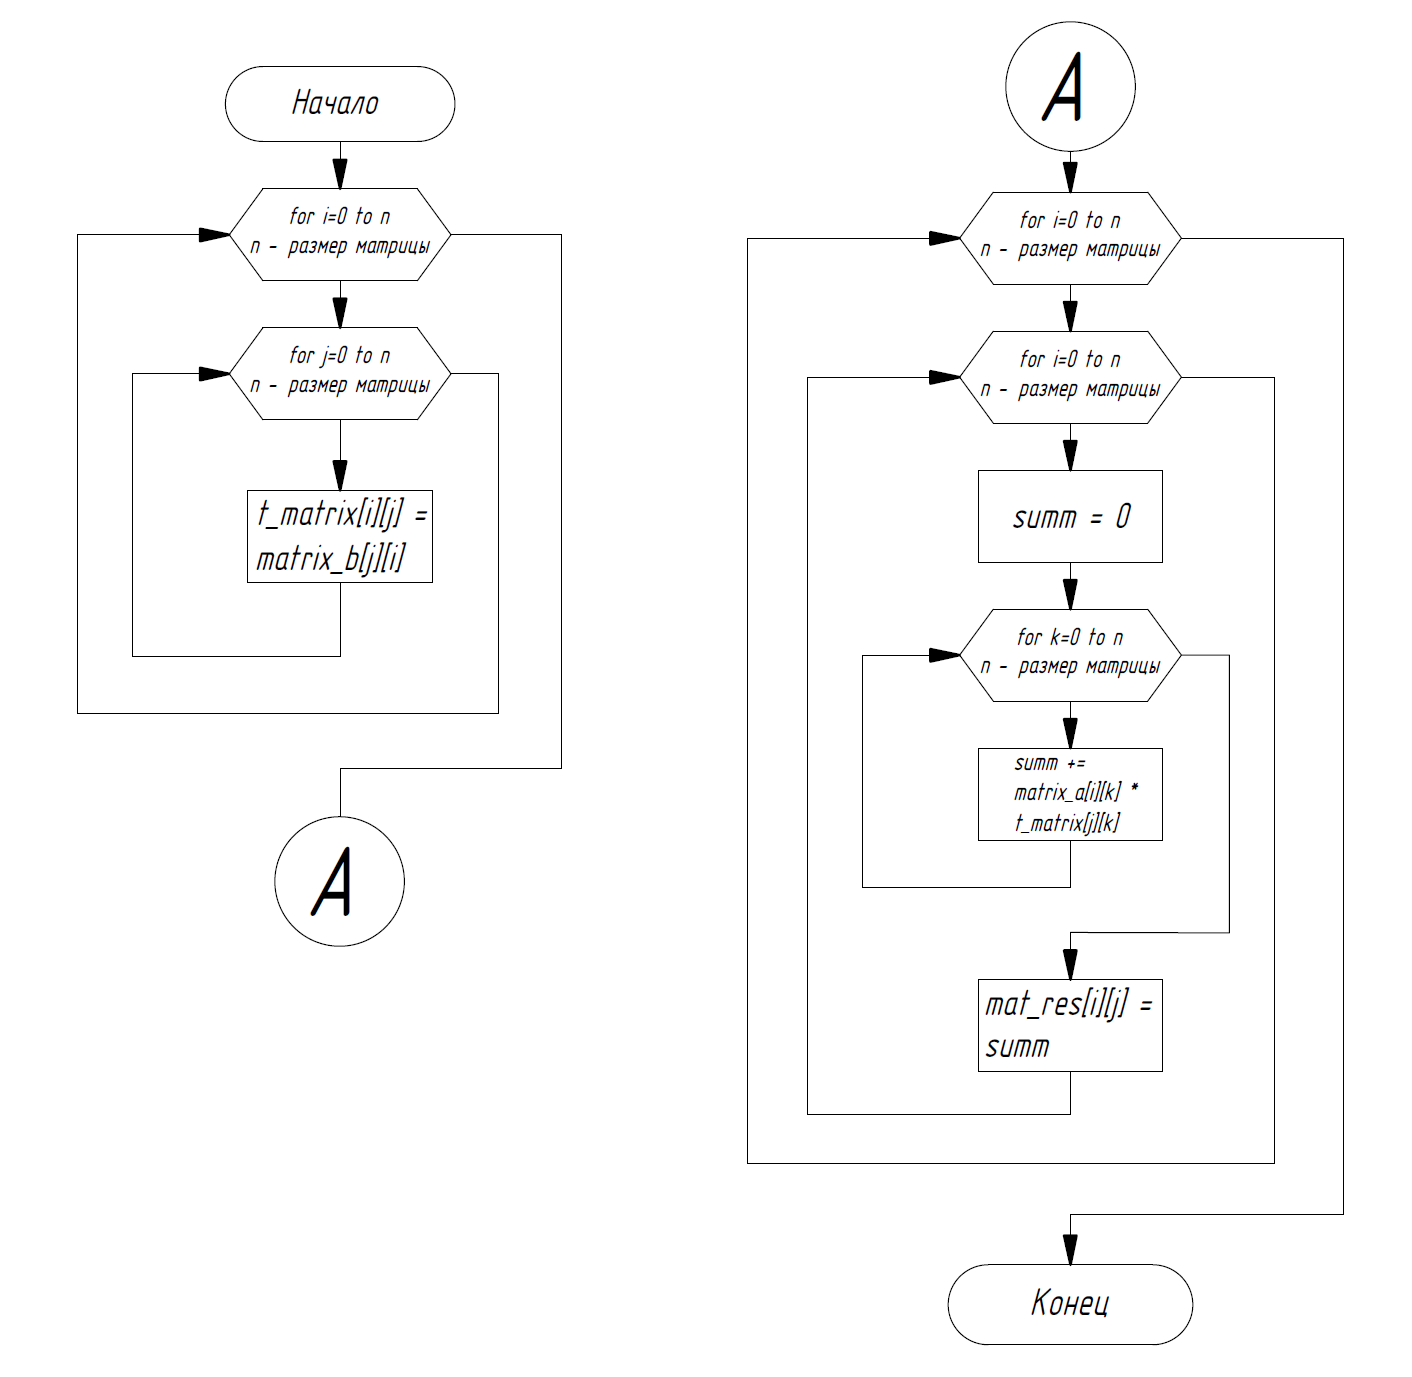 Начало
for i=0 to n
n - размер матрицы
for j=0 to n
n - размер матрицы
t_matrix[i][j] =
matrix_b[j][i]
A
A
for i=0 to n
n - размер матрицы
for i=0 to n
n - размер матрицы
summ = 0
for k=0 to n
n - размер матрицы
summ +=
matrix_a[i][k] *
t_matrix[j][k]
mat_res[i][j] =
summ
Конец